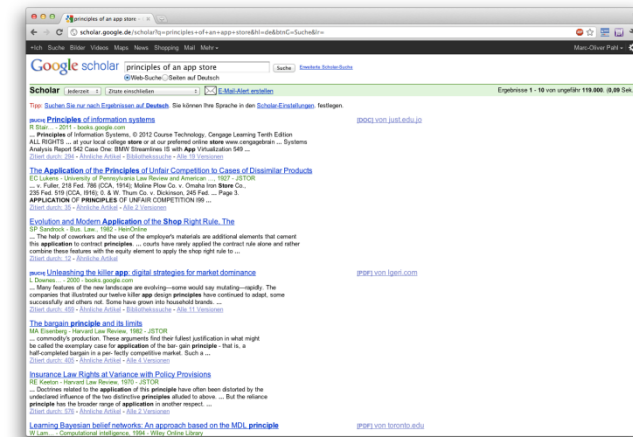 principles of an app store -
scholar.google.de/scholar?q=principles+of+an+app+store&hl=de&btnG=Suche&lr=
+Ich Suche Bilder Videos Maps News Shopping Mail Mehr
Marc-Oliver Pahl
Google scholar principles of an app store Suche Erweiterte Scholar-Suche
Web-Suche Seiten auf Deutsch
Scholar Jederzeit Zitate einschließen E-Mail-Alert erstellen Ergebnisse 1 - 10 von ungefähr 119.000. (0,09 Sek.
Tipp: Suchen Sie nur nach Ergebnissen auf Deutsch. Sie können Ihre Sprache in den Scholar-Einstellungen. festlegen.
[BUCH] Principles of information systems [DOC] von just.edu.jo
R Stair... - 2011 - books.google.com
... Principles of Information Systems, © 2012 Course Technology, Cengage Learning Tenth Edition
ALL RIGHTS ... at your local college store or at our preferred online store www.cengagebrain ... Systems
Analysis Report 542 Case One: BMW Streamlines IS with App Virtualization 549 ...
Zitiert durch: 294 - Ähnliche Artikel - Bibliothekssuche - Alle 19 Versionen
The Application of the Principles of Unfair Competition to Cases of Dissimilar Products
EC Lukens - University of Pennsylvania Law Review and American ..., 1927 - JSTOR
... v. Fuller, 218 Fed. 786 (CCA, 1914); Moline Plow Co. v. Omaha Iron Store Co.,
235 Fed. 519 (CCA, 1916); 0. & W. Thum Co. v. Dickinson, 245 Fed. ... Page 3.
APPLICATION OF PRINCIPLES OF UNFAIR COMPETITION I99 ...
Zitiert durch: 35 - Ähnliche Artikel - Alle 2 Versionen
Evolution and Modern Application of the Shop Right Rule, The
SP Sandrock - Bus. Law., 1982 - HeinOnline
... The help of coworkers and the use of the employer's materials are additional elements that cement
this application to contract principles. ... courts have rarely applied the contract rule alone and rather
combine these features with the equity element to apply the shop right rule to ...
Zitiert durch: 12 - Ähnliche Artikel
[BUCH] Unleashing the killer app: digital strategies for market dominance [PDF] von lgeri.com
L Downes... - 2000 - books.google.com
... Many features of the new landscape are evolving—some would say mutating—rapidly. The
companies that illustrated our twelve killer app design principles have continued to adapt, some
successfully and others not. Some have grown into household brands. ...
Zitiert durch: 459 - Ähnliche Artikel - Bibliothekssuche - Alle 11 Versionen
The bargain principle and its limits
MA Eisenberg - Harvard Law Review, 1982 - JSTOR
... commodity's production. These arguments find their fullest justification in what might
be called the exemplary case for application of the bar- gain principle - that is, a
half-completed bargain in a per- fectly competitive market. Such a ...
Zitiert durch: 405 - Ähnliche Artikel - Alle 4 Versionen
Insurance Law Rights at Variance with Policy Provisions
RE Keeton - Harvard Law Review, 1970 - JSTOR
... Doctrines related to the application of this principle have often been distorted by the
undeclared influence of the two distinctive principles alluded to above. ... But the reliance
principle has the broader range of application in another respect. ...
Zitiert durch: 576 - Ähnliche Artikel - Alle 2 Versionen
Learning Bayesian belief networks: An approach based on the MDL principle [PDF] von toronto.edu
W Lam... - Computational intelligence, 1994 - Wiley Online Library